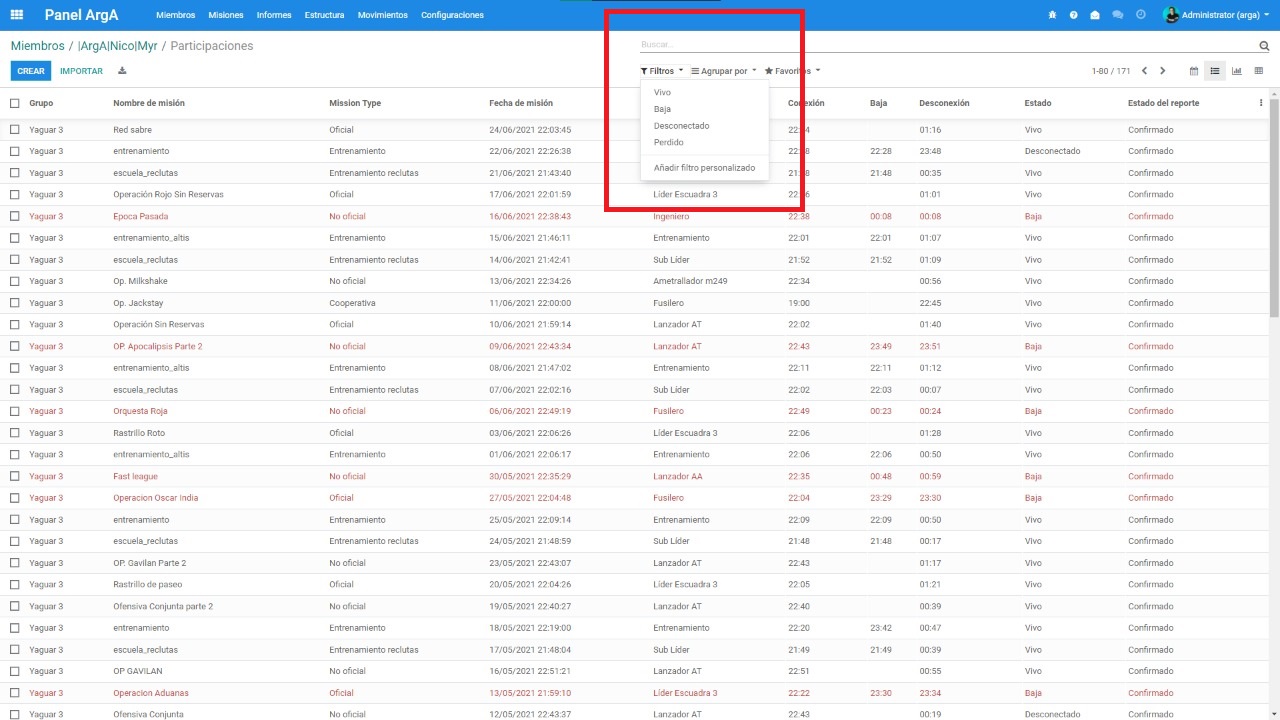 Panel ArgA Miembros Misiones Informes Estructura Movimientos Configuraciones Administrator (arga)
Miembros / |ArgA|Nico|Myr / Participaciones Buscar...
CREAR IMPORTAR Filtros Agrupar por Favoritos 1-80 / 171
Vivo
Baja
Desconectado
Perdido
Añadir filtro personalizado
Grupo Nombre de misión Mission Type Fecha de misión Conexión Baja Desconexión Estado Estado del reporte
Yaguar 3 Red sabre Oficial 24/06/2021 22:03:45 01:16 Vivo Confirmado
Yaguar 3 entrenamiento Entrenamiento 22/06/2021 22:26:38 22:28 23:48 Desconectado Confirmado
Yaguar 3 escuela_reclutas Entrenamiento reclutas 21/06/2021 21:43:40 21:48 00:35 Vivo Confirmado
Yaguar 3 Operación Rojo Sin Reservas Oficial 17/06/2021 22:01:59 Líder Escuadra 3 01:01 Vivo Confirmado
Yaguar 3 Epoca Pasada No oficial 16/06/2021 22:38:43 Ingeniero 22:38 00:08 00:08 Baja Confirmado
Yaguar 3 entrenamiento_altis Entrenamiento 15/06/2021 21:46:11 Entrenamiento 22:01 22:01 01:07 Vivo Confirmado
Yaguar 3 escuela_reclutas Entrenamiento reclutas 14/06/2021 21:42:41 Sub Líder 21:52 21:52 01:09 Vivo Confirmado
Yaguar 3 Op. Milkshake No oficial 13/06/2021 22:34:26 Ametrallador m249 22:34 00:56 Vivo Confirmado
Yaguar 3 Op. Jackstay Cooperativa 11/06/2021 22:00:00 Fusilero 19:00 22:45 Vivo Confirmado
Yaguar 3 Operación Sin Reservas Oficial 10/06/2021 21:59:14 Lanzador AT 22:02 01:40 Vivo Confirmado
Yaguar 3 OP. Apocalipsis Parte 2 No oficial 09/06/2021 22:43:34 Lanzador AT 22:43 23:49 23:51 Baja Confirmado
Yaguar 3 entrenamiento_altis Entrenamiento 08/06/2021 21:47:02 Entrenamiento 22:11 22:11 01:12 Vivo Confirmado
Yaguar 3 escuela_reclutas Entrenamiento reclutas 07/06/2021 22:02:16 Sub Líder 22:02 22:03 00:07 Vivo Confirmado
Yaguar 3 Orquesta Roja No oficial 06/06/2021 22:49:19 Fusilero 22:49 00:23 00:24 Baja Confirmado
Yaguar 3 Rastrillo Roto Oficial 03/06/2021 22:06:26 Líder Escuadra 3 22:06 01:28 Vivo Confirmado
Yaguar 3 entrenamiento_altis Entrenamiento 01/06/2021 22:06:17 Entrenamiento 22:06 22:06 00:50 Vivo Confirmado
Yaguar 3 Fast league No oficial 30/05/2021 22:35:29 Lanzador AA 22:35 00:48 00:59 Baja Confirmado
Yaguar 3 Operacion Oscar India Oficial 27/05/2021 22:04:48 Fusilero 22:04 23:29 23:30 Baja Confirmado
Yaguar 3 entrenamiento Entrenamiento 25/05/2021 22:09:14 Entrenamiento 22:09 22:09 00:50 Vivo Confirmado
Yaguar 3 escuela_reclutas Entrenamiento reclutas 24/05/2021 21:48:59 Sub Líder 21:48 21:48 00:17 Vivo Confirmado
Yaguar 3 OP. Gavilan Parte 2 No oficial 23/05/2021 22:43:07 Lanzador AT 22:43 01:17 Vivo Confirmado
Yaguar 3 Rastrillo de paseo Oficial 20/05/2021 22:04:26 Líder Escuadra 3 22:05 01:21 Vivo Confirmado
Yaguar 3 Ofensiva Conjunta parte 2 No oficial 19/05/2021 22:40:27 Lanzador AT 22:40 00:39 Vivo Confirmado
Yaguar 3 entrenamiento Entrenamiento 18/05/2021 22:19:00 Entrenamiento 22:20 23:42 00:47 Vivo Confirmado
Yaguar 3 escuela_reclutas Entrenamiento reclutas 17/05/2021 21:48:04 Sub Líder 21:49 21:49 00:39 Vivo Confirmado
Yaguar 3 OP GAVILAN No oficial 16/05/2021 22:51:21 Lanzador AT 22:51 00:55 Vivo Confirmado
Yaguar 3 Operacion Aduanas Oficial 13/05/2021 21:59:10 Líder Escuadra 3 22:22 23:30 23:34 Baja Confirmado
Yaguar 3 Ofensiva Conjunta No oficial 12/05/2021 22:43:37 Lanzador AT 22:43 00:19 Desconectado Confirmado